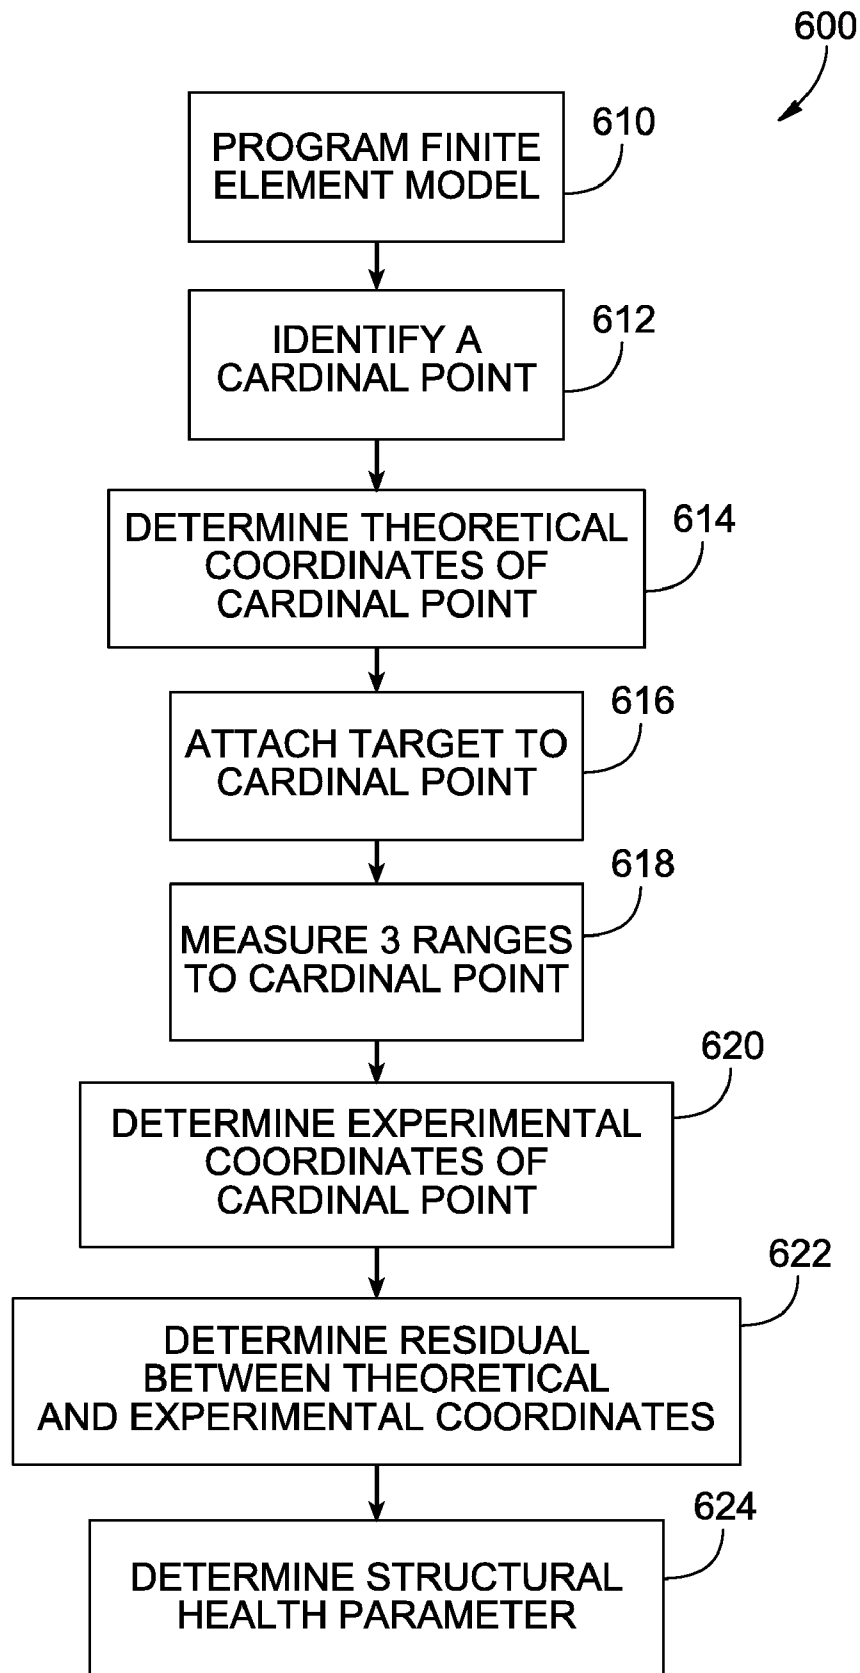 600
PROGRAM FINITE
ELEMENT MODEL
610
IDENTIFY A
CARDINAL POINT
612
DETERMINE THEORETICAL
COORDINATES OF
CARDINAL POINT
614
ATTACH TARGET TO
CARDINAL POINT
616
MEASURE 3 RANGES
TO CARDINAL POINT
618
DETERMINE EXPERIMENTAL
COORDINATES OF
CARDINAL POINT
620
DETERMINE RESIDUAL
BETWEEN THEORETICAL
AND EXPERIMENTAL COORDINATES
622
DETERMINE STRUCTURAL
HEALTH PARAMETER
624